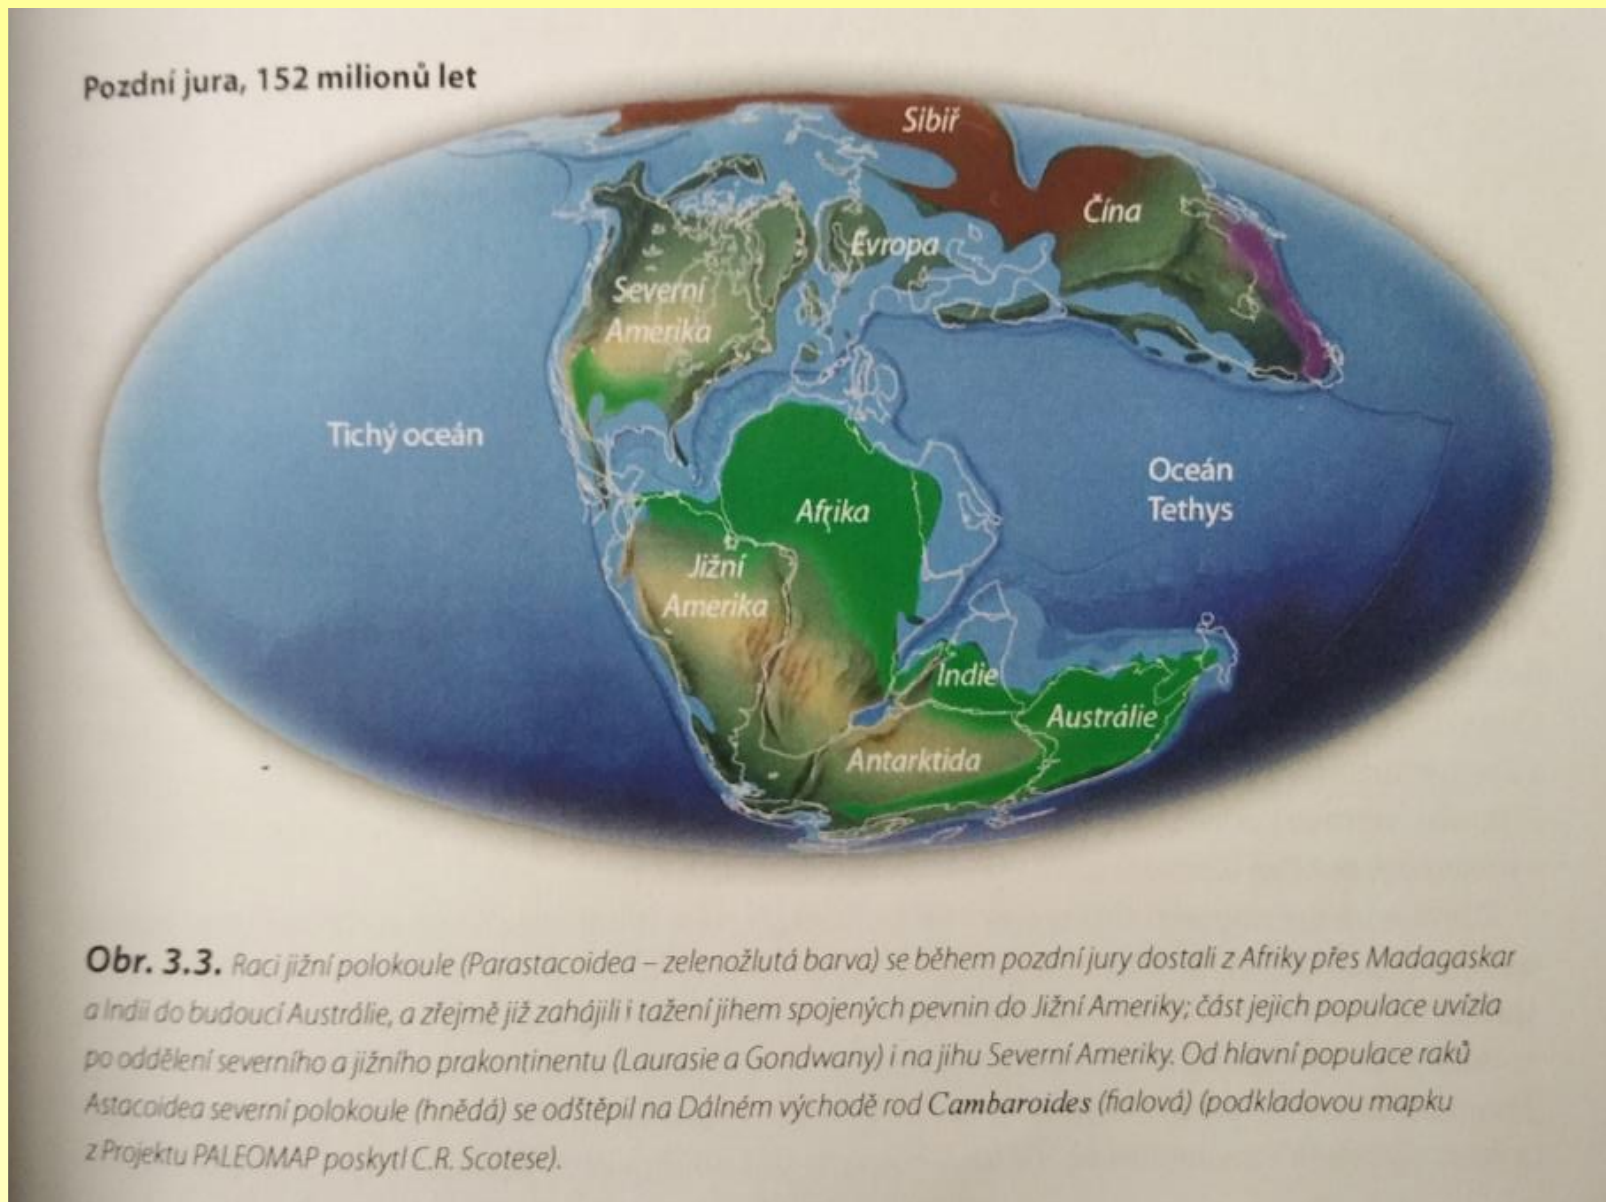 Pozdní jura, 152 milionů let
Sibiř
Čína
Evropa
Severní
Amerika
Tichý oceán
Oceán
Tethys
Afrika
Jižní
Amerika
Indie
Austrálie
Antarktida
Obr. 3.3. Raci jižní polokoule (Parastacoidea – zelenožlutá barva) se během pozdní jury dostali z Afriky přes Madagaskar
a Indii do budoucí Austrálie, a zřejmě již zahájili i tažení jihem spojených pevnin do Jižní Ameriky; část jejich populace uvízla
po oddělení severního a jižního prakontinentu (Laurasie a Gondwany) i na jihu Severní Ameriky. Od hlavní populace raků
Astacoidea severní polokoule (hnědá) se odštěpil na Dálném východě rod Cambaroides (fialová) (podkladovou mapku
z Projektu PALEOMAP poskytl C.R. Scotese).